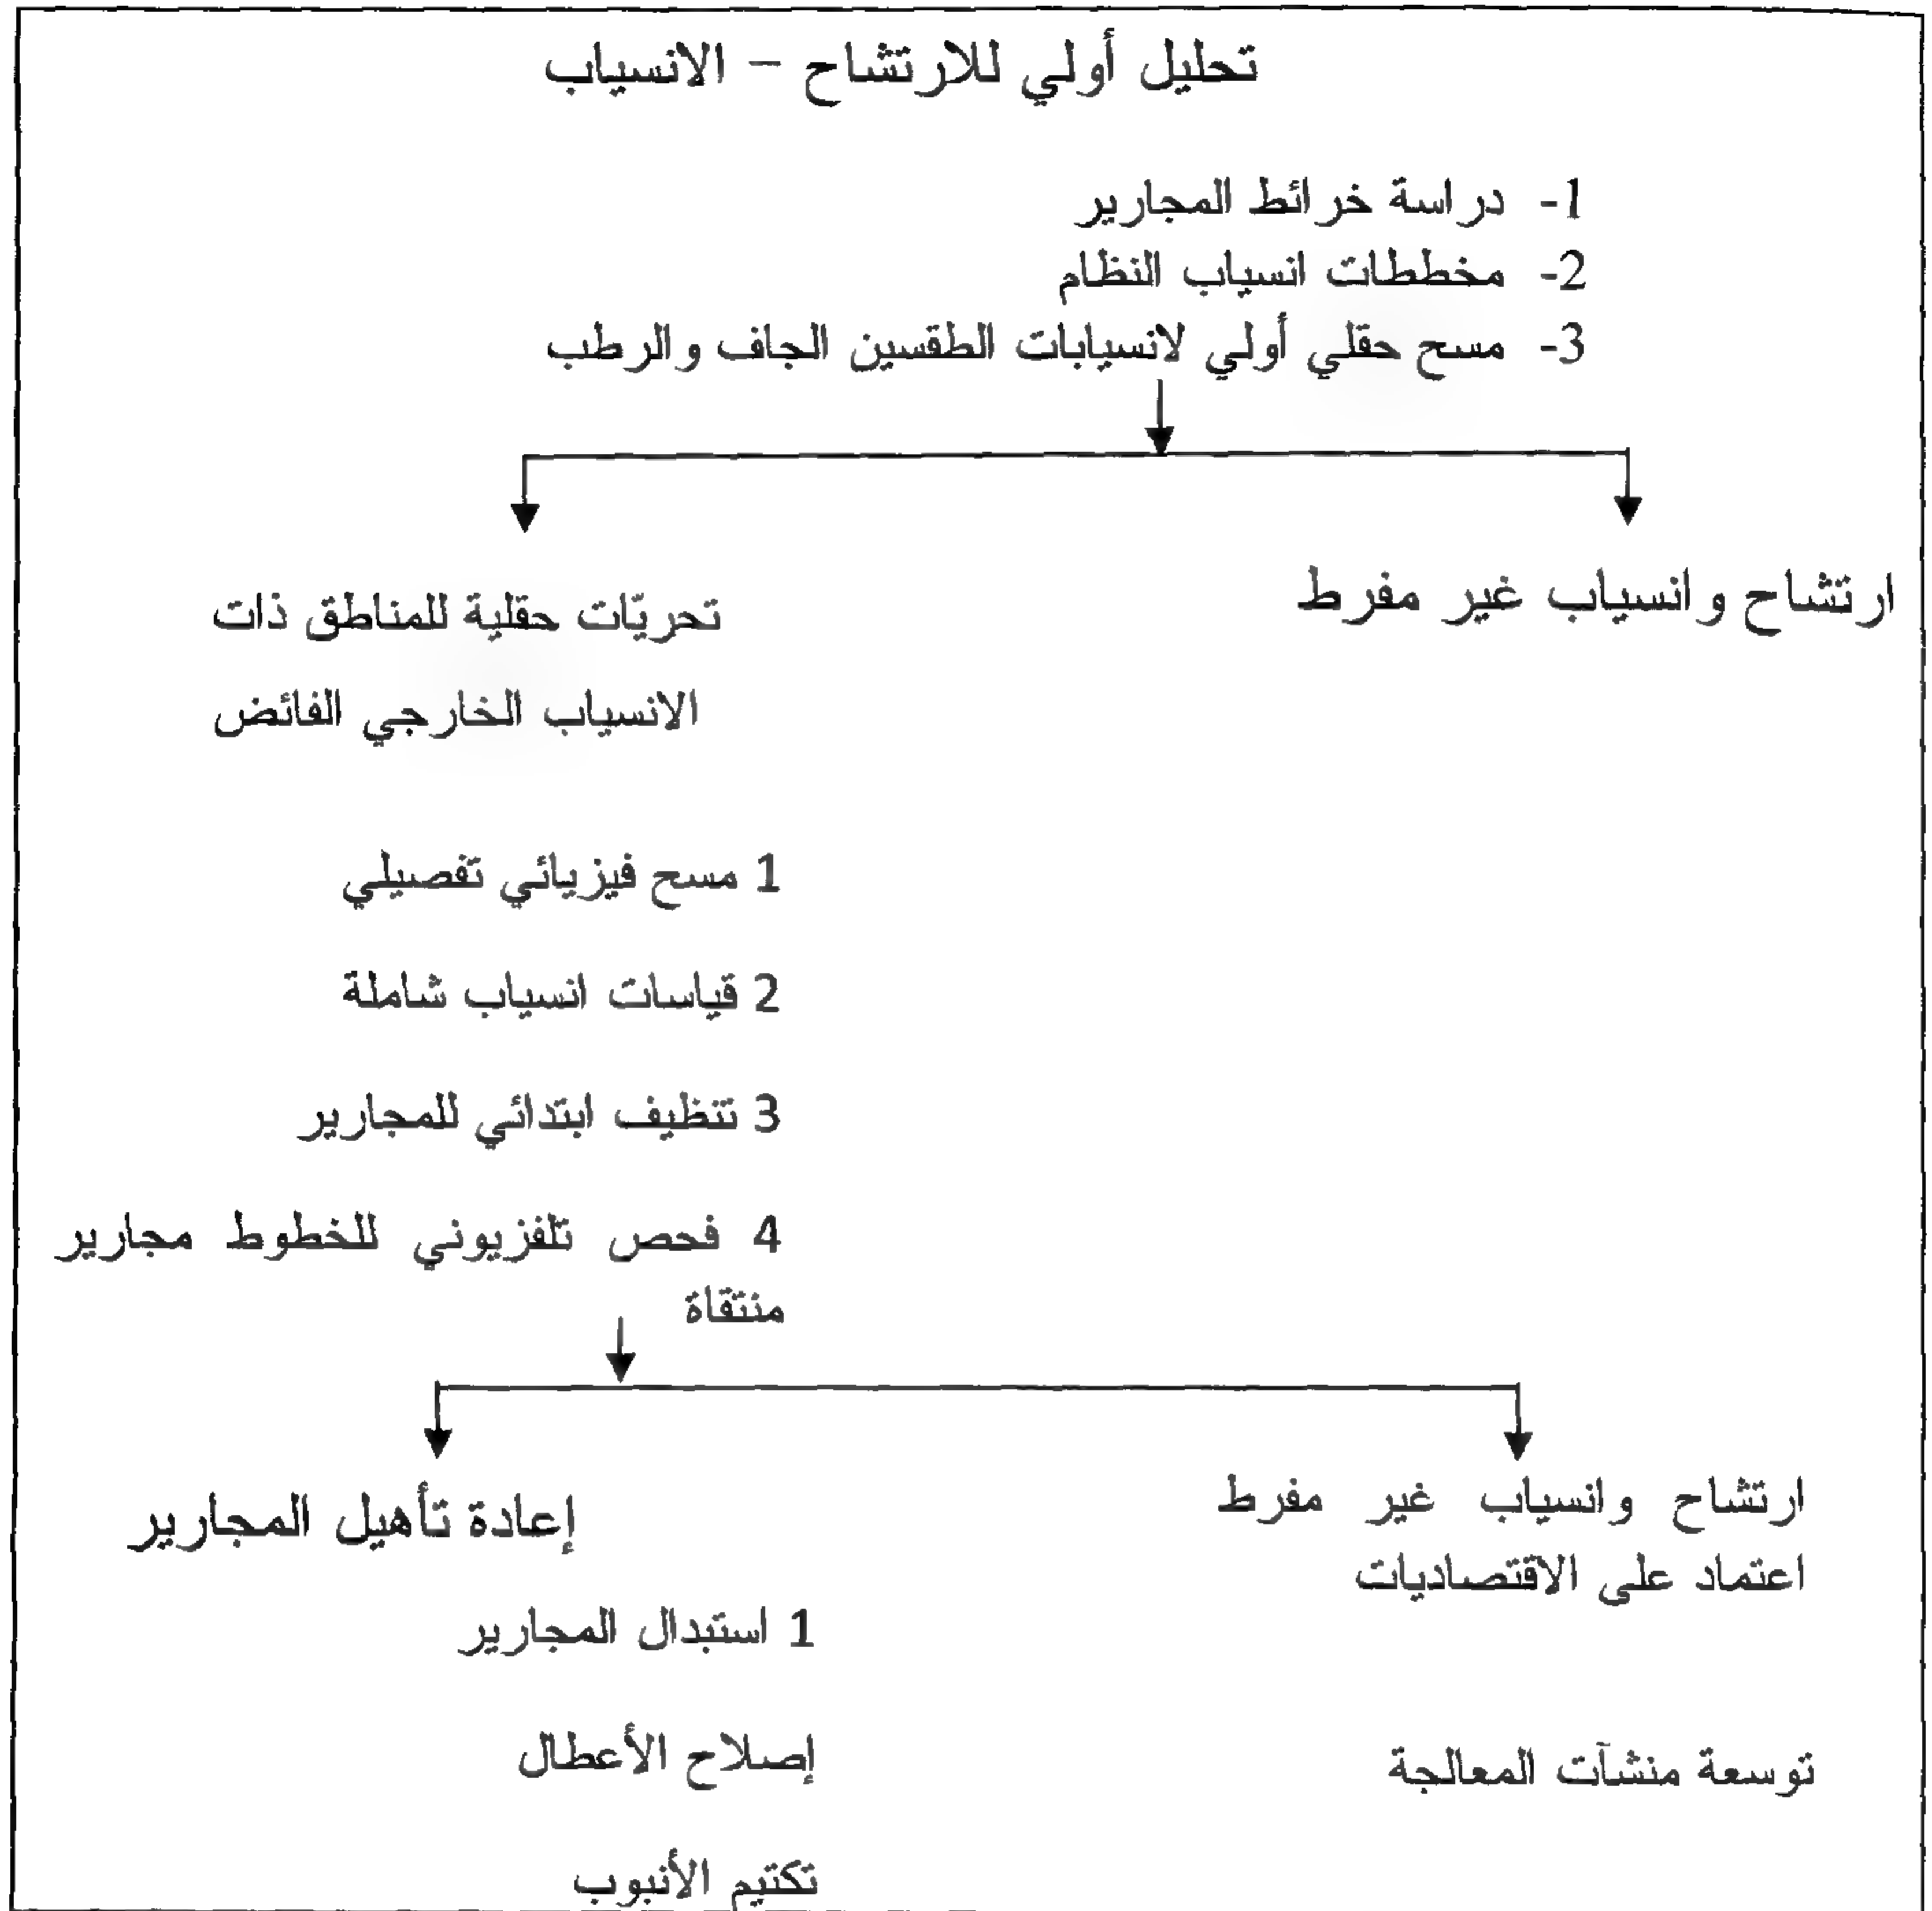 تحليل أولي للارتشاح – الانسياب
1- دراسة خرائط المجارير
2- مخططات انسياب النظام
3- مسح حقلي أولي لانسيابات الطقسين الجاف والرطب
ارتشاح وانسياب غير مفرط
تحريّات حقلية للمناطق ذات
الانسياب الخارجي الفائض
1 مسح فيزيائي تفصيلي
2 قياسات انسياب شاملة
3 تنظيف ابتدائي للمجارير
4 فحص تلفزيوني للخطوط مجارير
منتقاة
ارتشاح وانسياب غير مفرط
اعتماد على الاقتصاديات
توسعة منشآت المعالجة
إعادة تأهيل المجارير
1 استبدال المجارير
إصلاح الأعطال
تكتيم الأنبوب